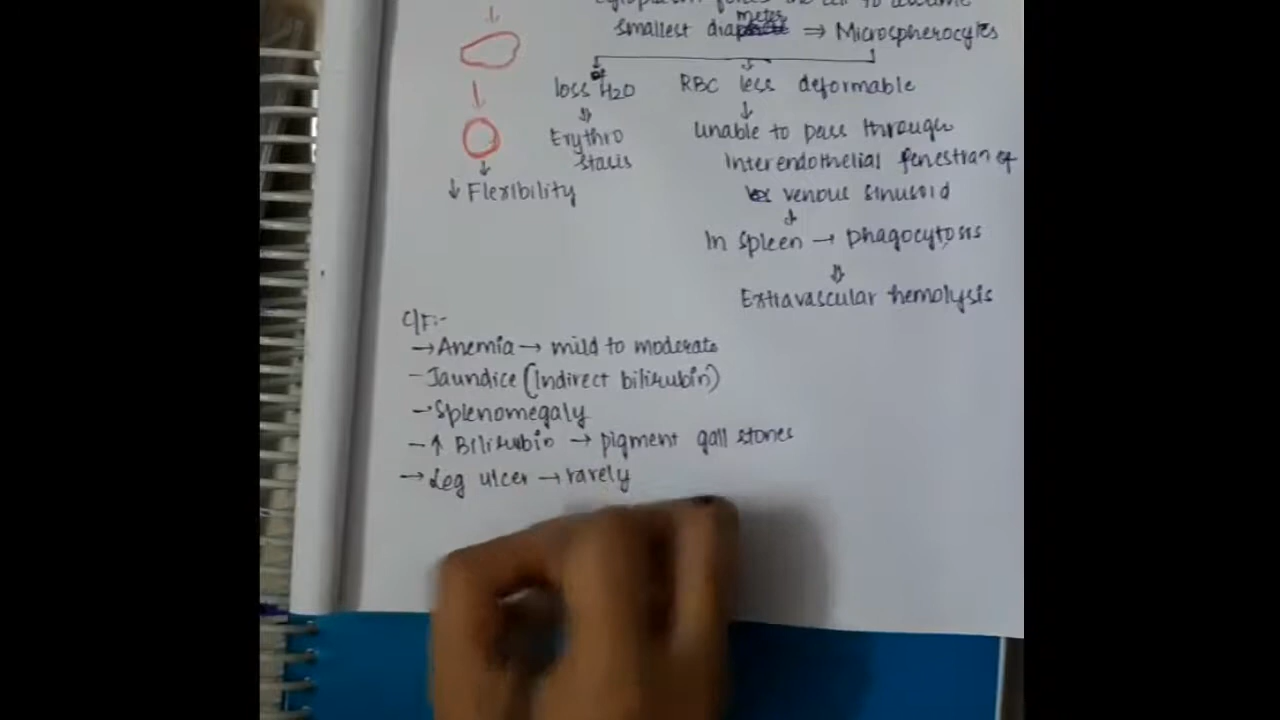 smallest diameter ⇒ Microspherocytes
loss of H2O
⇓
Erythro
stasis
RBC less deformable
↓
Unable to pass through
Interendothelial fenestran of
venous sinusoid
↓
In spleen → phagocytosis
⇓
Extravascular hemolysis
↓ Flexibility
C/F:-
→ Anemia → mild to moderate
- Jaundice (Indirect bilirubin)
- Splenomegaly
- ↑ Bilirubin → pigment gall stones
→ Leg ulcer → rarely